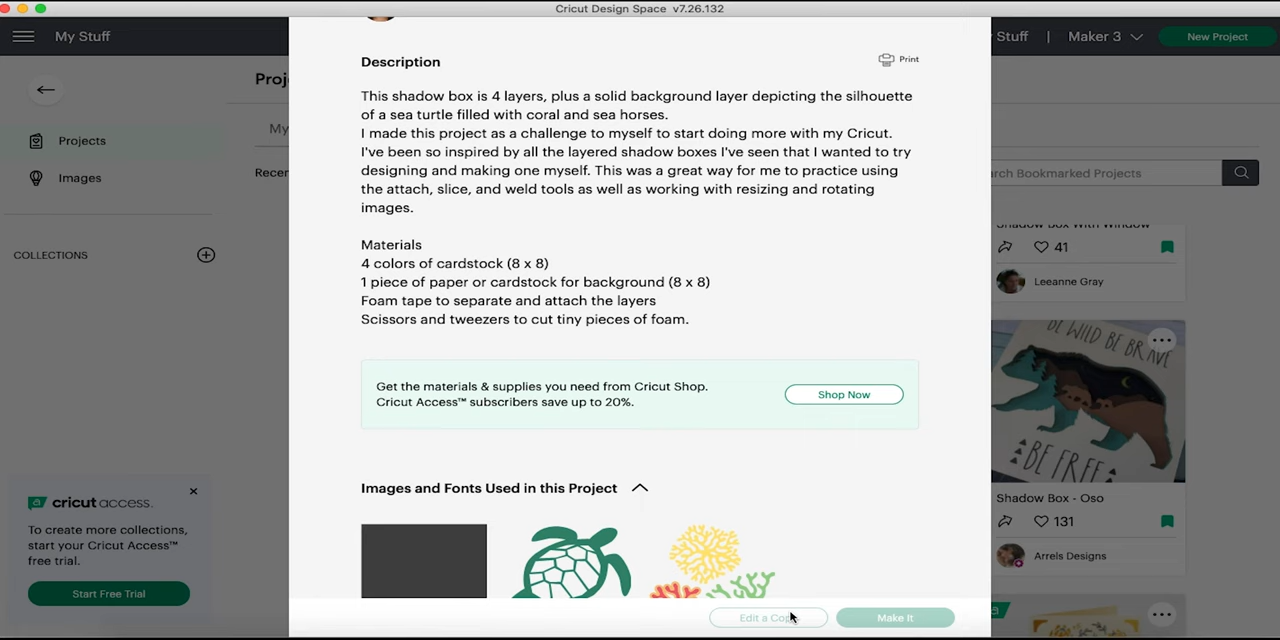 Cricut Design Space v7.26.132
My Stuff
Stuff | Maker 3
New Project
Print
Description
This shadow box is 4 layers, plus a solid background layer depicting the silhouette
of a sea turtle filled with coral and sea horses.
I made this project as a challenge to myself to start doing more with my Cricut.
I've been so inspired by all the layered shadow boxes I've seen that I wanted to try
designing and making one myself. This was a great way for me to practice using
the attach, slice, and weld tools as well as working with resizing and rotating
images.
Materials
4 colors of cardstock (8 x 8)
1 piece of paper or cardstock for background (8 x 8)
Foam tape to separate and attach the layers
Scissors and tweezers to cut tiny pieces of foam.
Get the materials & supplies you need from Cricut Shop.
Cricut Access™ subscribers save up to 20%.
Shop Now
Images and Fonts Used in this Project
Edit a Cop
Make It
Proj
My
Recen
Projects
Images
COLLECTIONS
cricut access.
To create more collections,
start your Cricut Access™
free trial.
Start Free Trial
rch Bookmarked Projects
Shadow Box With Window
41
Leeanne Gray
BE WILD BE BRAVE
BE FREE
Shadow Box - Oso
131
Arrels Designs